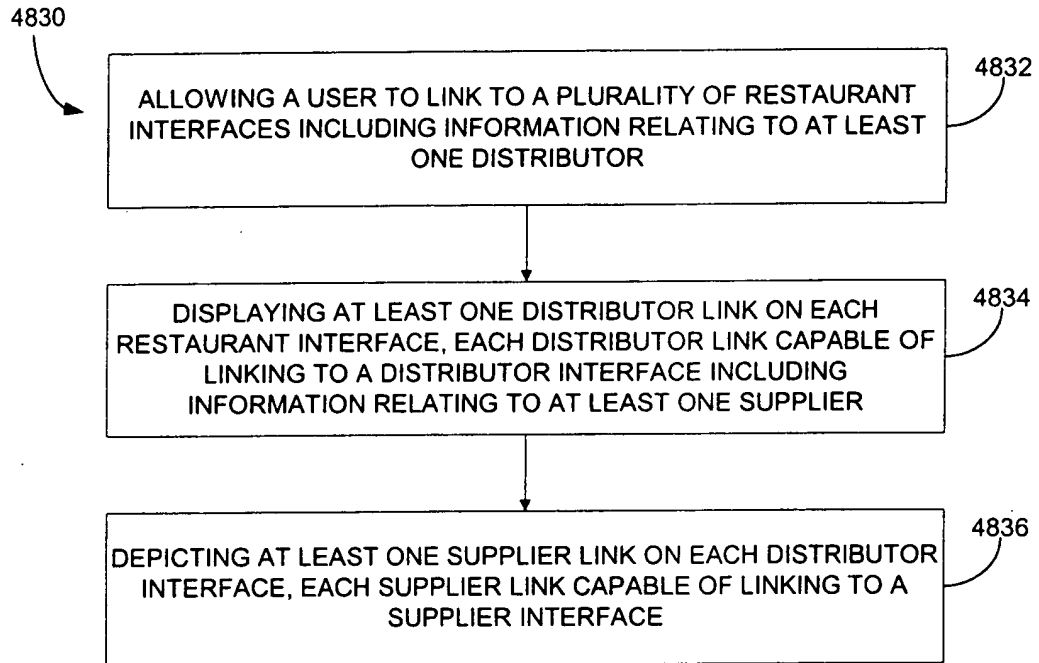 4830
4832
ALLOWING A USER TO LINK TO A PLURALITY OF RESTAURANT
INTERFACES INCLUDING INFORMATION RELATING TO AT LEAST
ONE DISTRIBUTOR
4834
DISPLAYING AT LEAST ONE DISTRIBUTOR LINK ON EACH
RESTAURANT INTERFACE, EACH DISTRIBUTOR LINK CAPABLE OF
LINKING TO A DISTRIBUTOR INTERFACE INCLUDING
INFORMATION RELATING TO AT LEAST ONE SUPPLIER
4836
DEPICTING AT LEAST ONE SUPPLIER LINK ON EACH DISTRIBUTOR
INTERFACE, EACH SUPPLIER LINK CAPABLE OF LINKING TO A
SUPPLIER INTERFACE